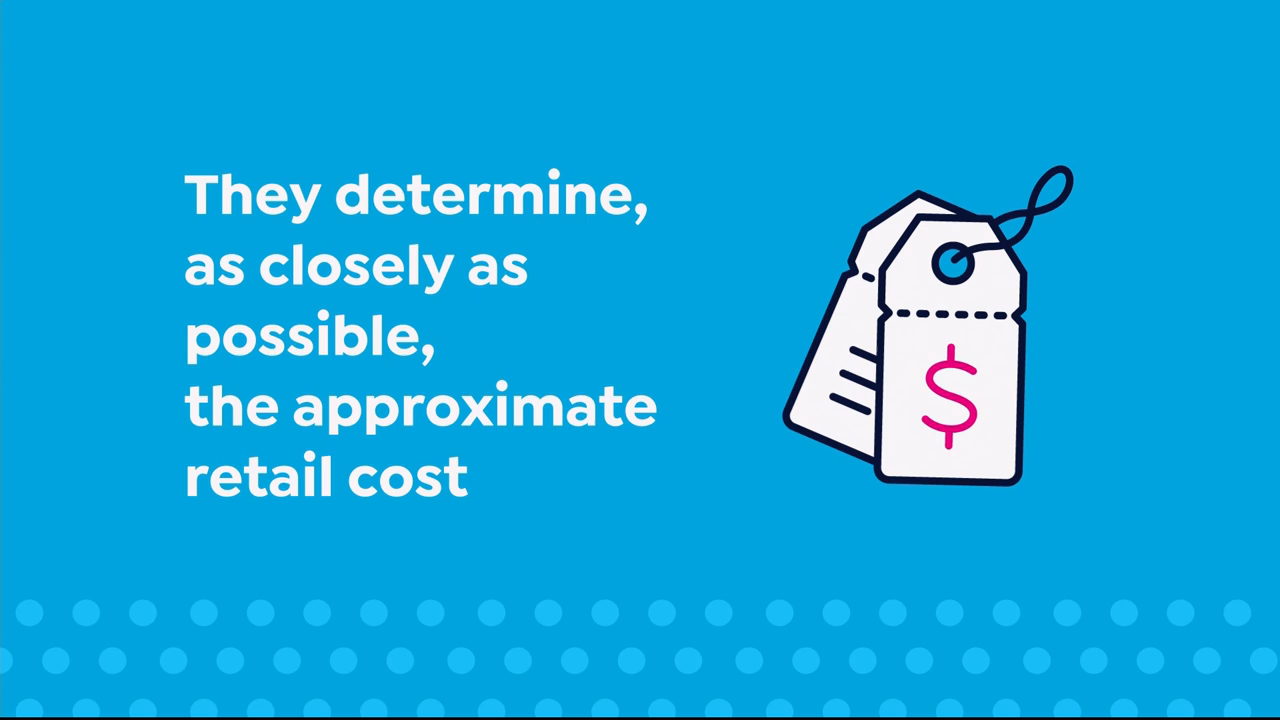 They determine,
as closely as
possible,
the approximate
retail cost
$